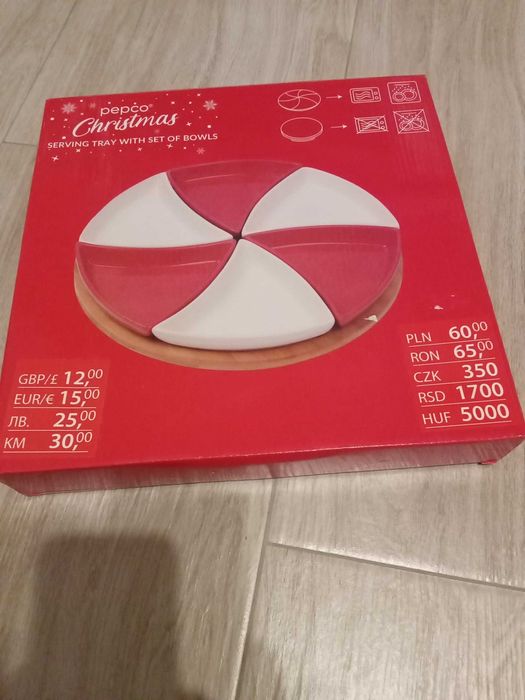 pepco®
Christmas
SERVING TRAY WITH SET OF BOWLS
GBP/£ 12,00
EUR/€ 15,00
ЛВ. 25,00
KM 30,00
PLN 60,00
RON 65,00
CZK 350
RSD 1700
HUF 5000